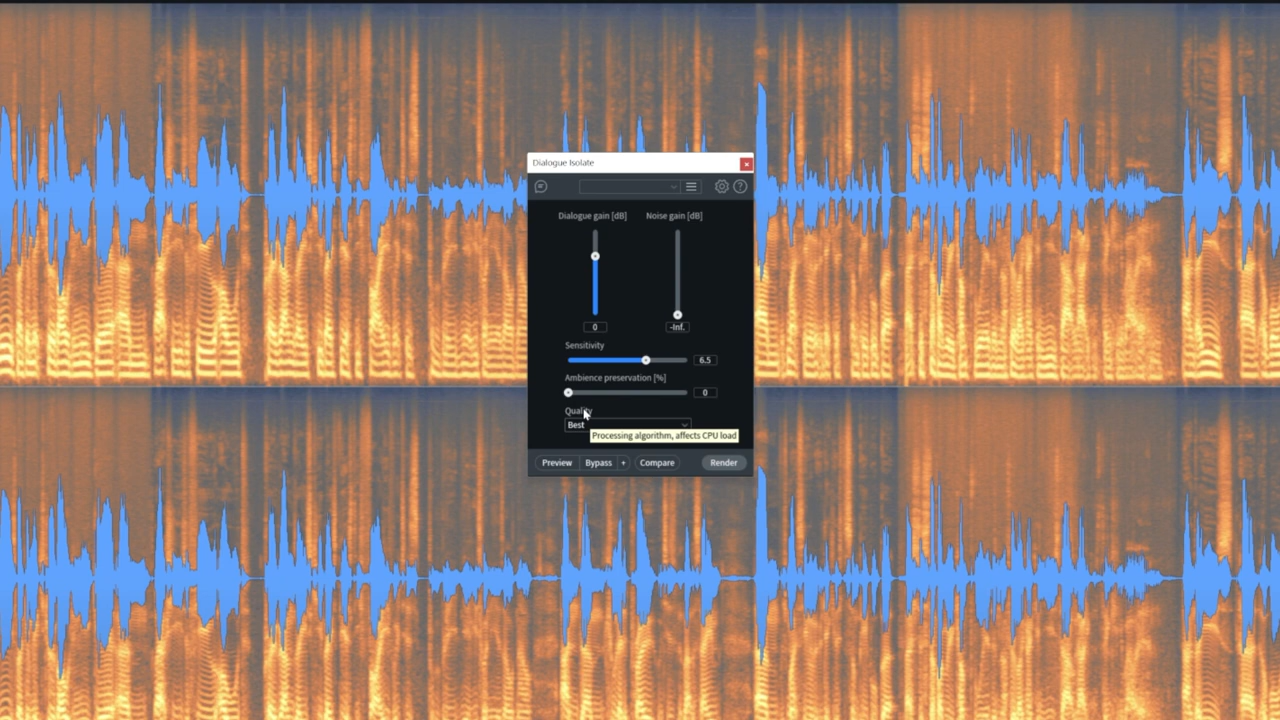 Dialogue Isolate
Dialogue gain [dB] Noise gain [dB]
0 -Inf.
Sensitivity
6.5
Ambience preservation [%]
0
Quality
Best
Processing algorithm, affects CPU load
Preview Bypass + Compare Render